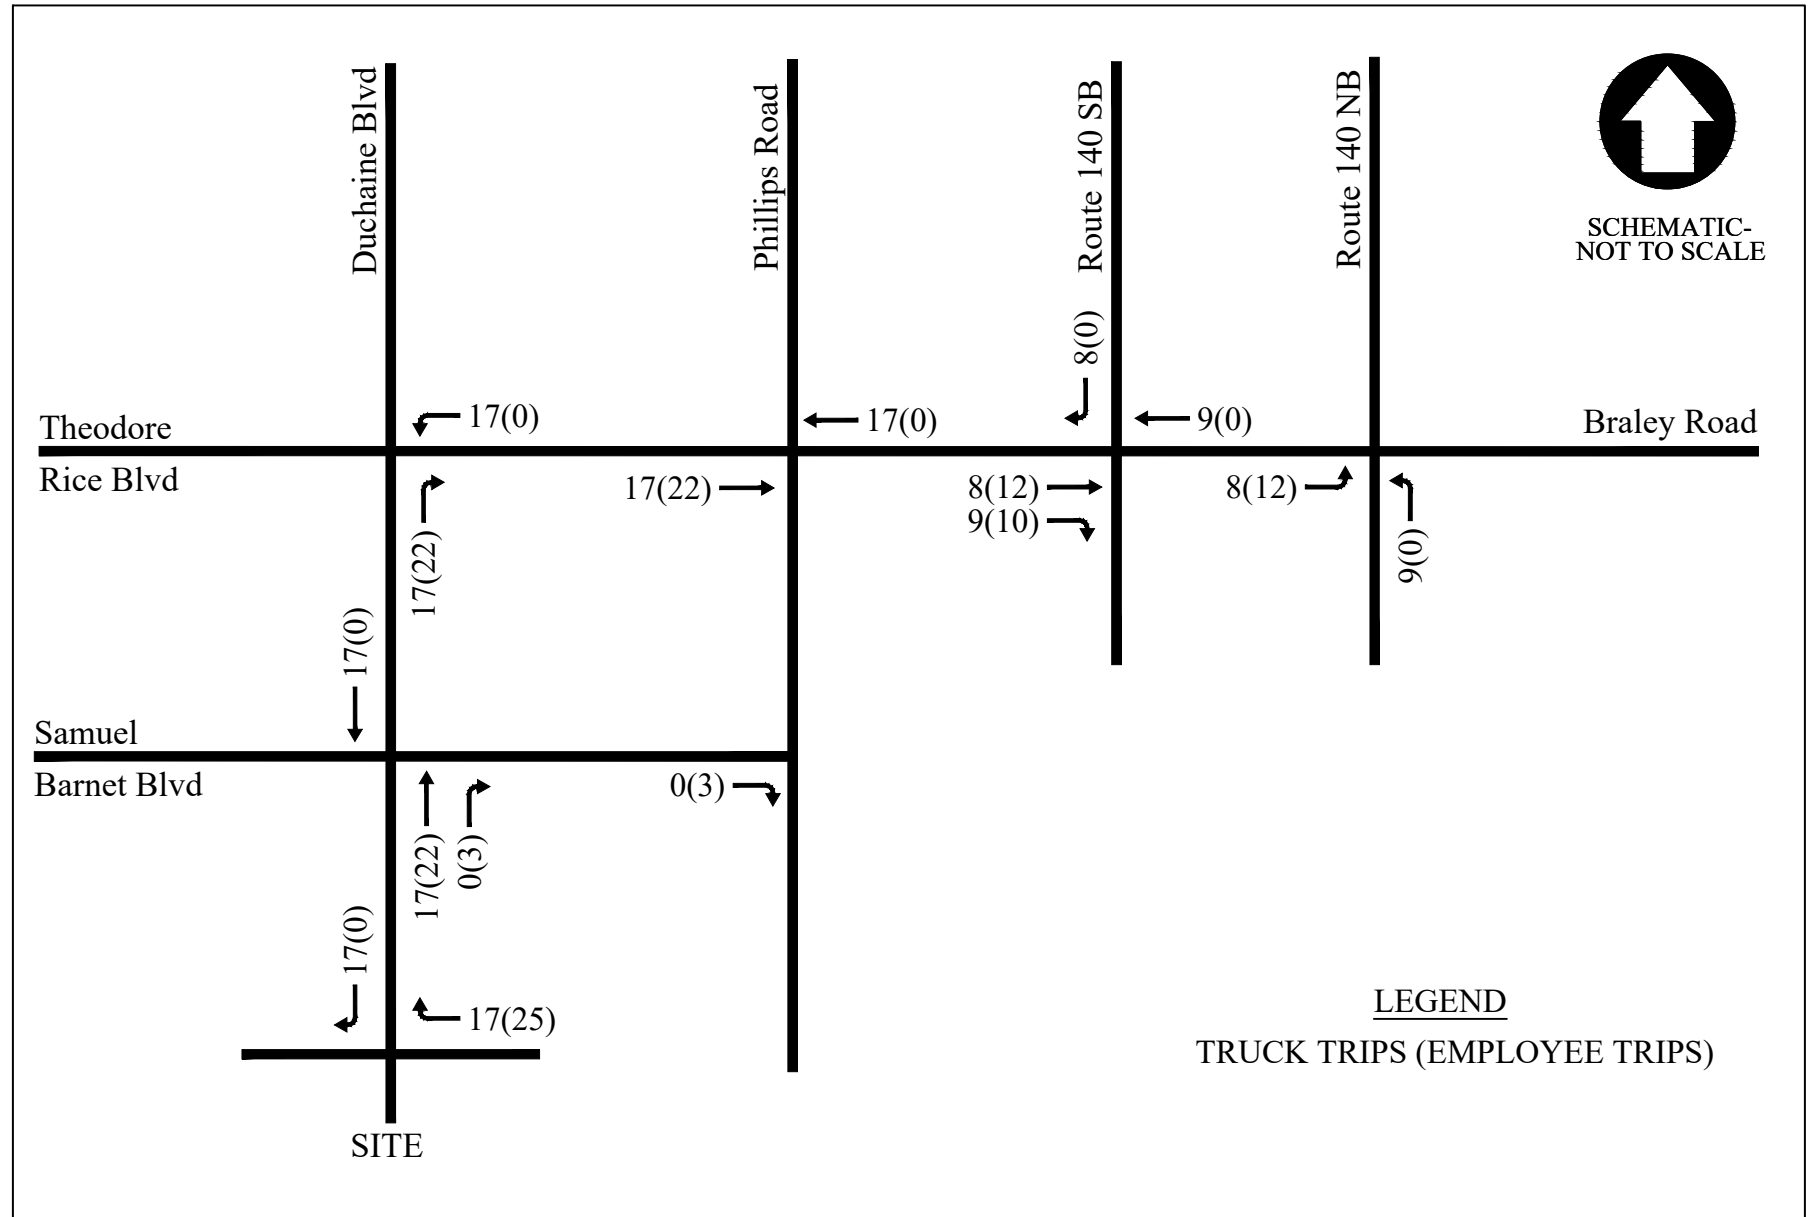 Duchaine Blvd
Phillips Road
Route 140 SB
Route 140 NB
SCHEMATIC-
NOT TO SCALE
8(0)
Theodore
17(0)
17(0)
9(0)
Braley Road
Rice Blvd
17(22)
17(22)
8(12)
9(10)
8(12)
9(0)
17(0)
Samuel
Barnet Blvd
17(22)
0(3)
0(3)
17(0)
17(25)
LEGEND
TRUCK TRIPS (EMPLOYEE TRIPS)
SITE